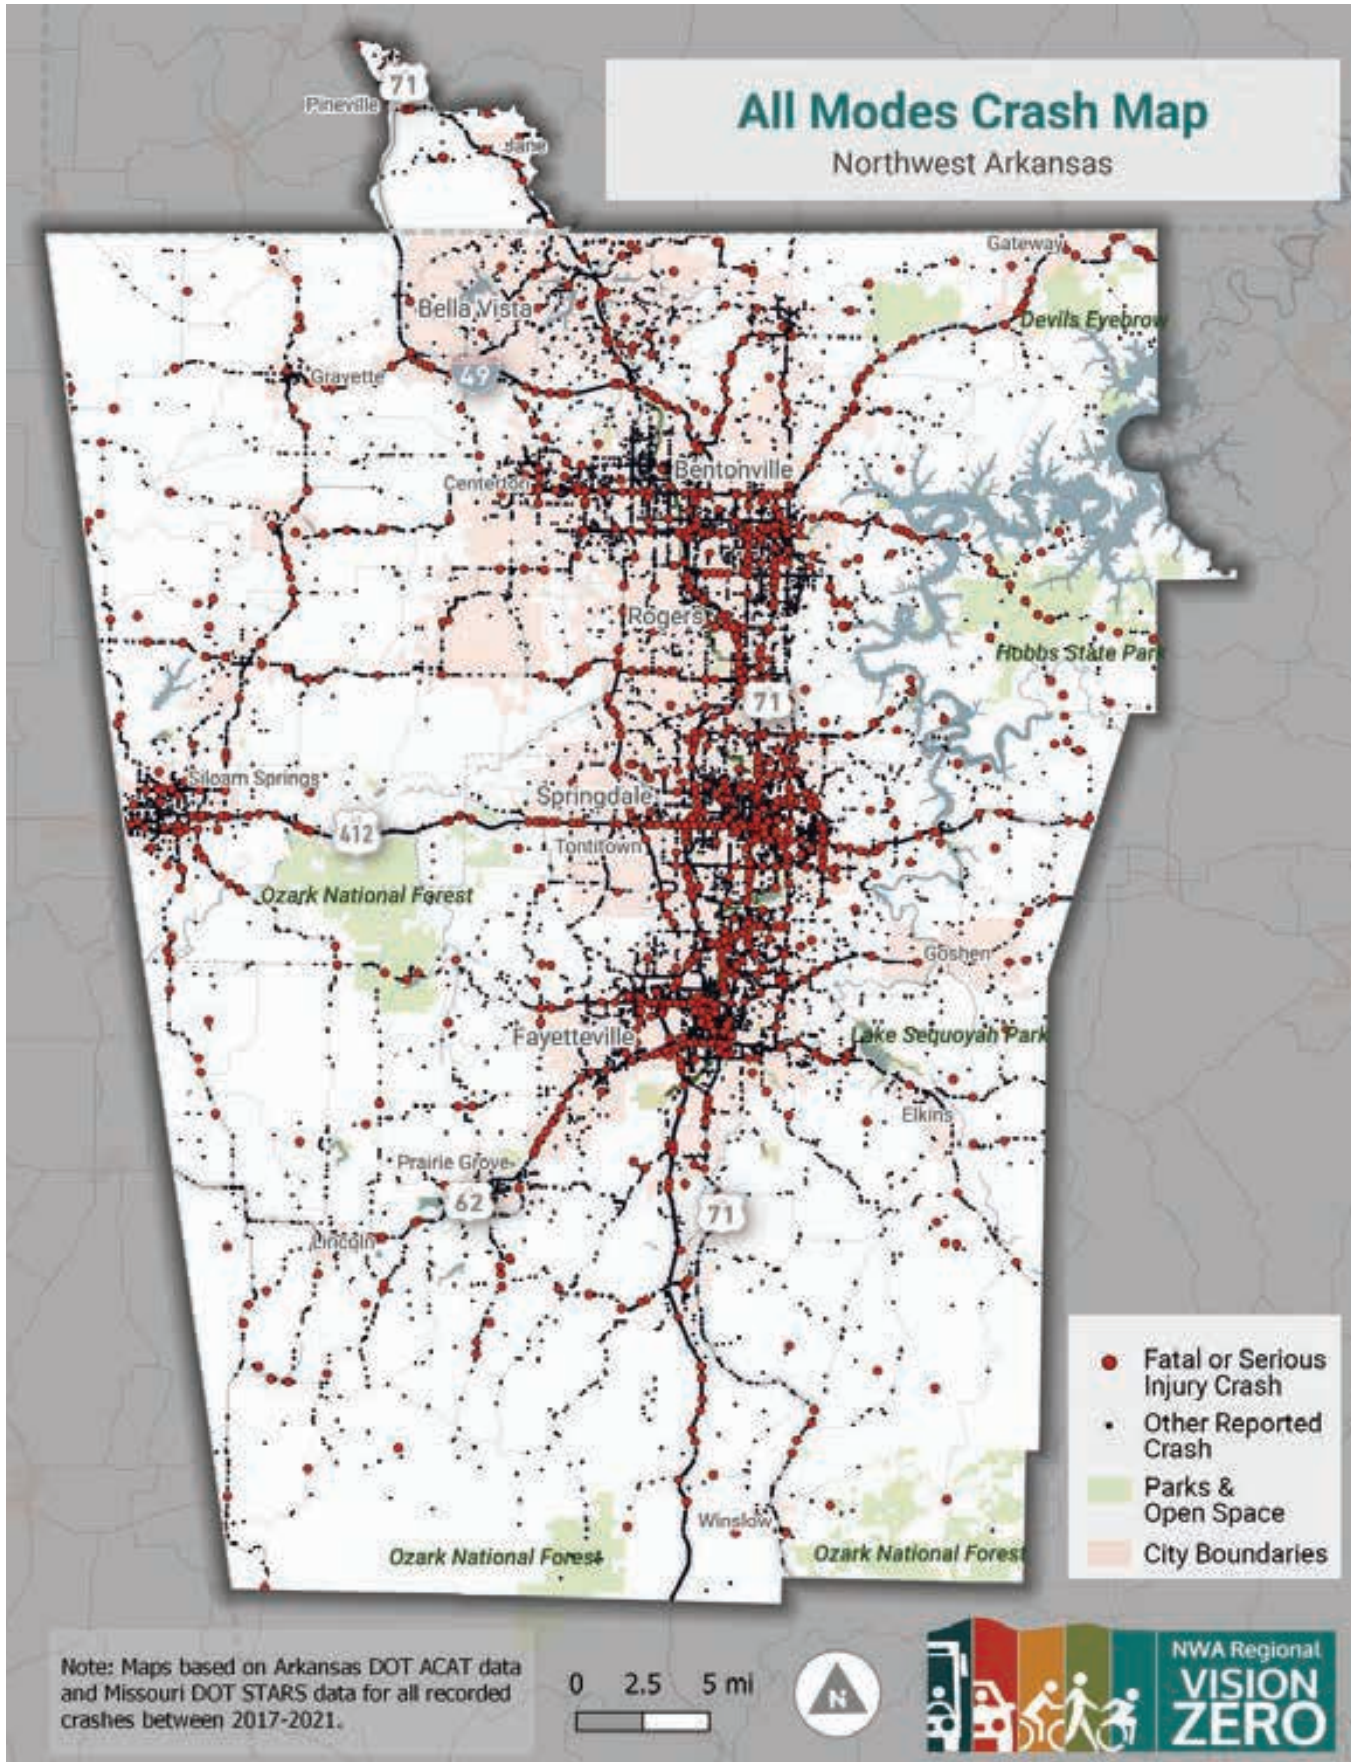 All Modes Crash Map
Northwest Arkansas
71
Pineville
Jane
Gateway
Bella Vista
Devils Eyebrow
49
Gravette
Bentonville
Centerton
Rogers
Hobbs State Park
71
Siloam Springs
Springdale
412
Tontitown
Ozark National Forest
Goshen
Fayetteville
Lake Sequoyah Park
Elkins
Prairie Grove
62
71
Lincoln
Winslow
Ozark National Forest
Ozark National Forest
Fatal or Serious
Injury Crash
Other Reported
Crash
Parks &
Open Space
City Boundaries
Note: Maps based on Arkansas DOT ACAT data
and Missouri DOT STARS data for all recorded
crashes between 2017-2021.
0 2.5 5 mi
N
NWA Regional
VISION
ZERO